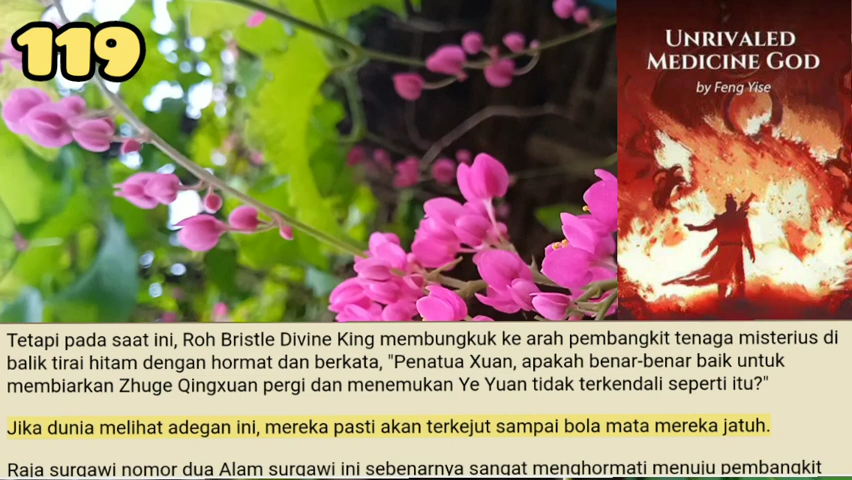 119
UNRIVALED
MEDICINE GOD
by Feng Yise
Tetapi pada saat ini, Roh Bristle Divine King membungkuk ke arah pembangkit tenaga misterius di
balik tirai hitam dengan hormat dan berkata, "Penatua Xuan, apakah benar-benar baik untuk
membiarkan Zhuge Qingxuan pergi dan menemukan Ye Yuan tidak terkendali seperti itu?"
Jika dunia melihat adegan ini, mereka pasti akan terkejut sampai bola mata mereka jatuh.
Raja surgawi nomor dua Alam surgawi ini sebenarnya sangat menghormati menuju pembangkit